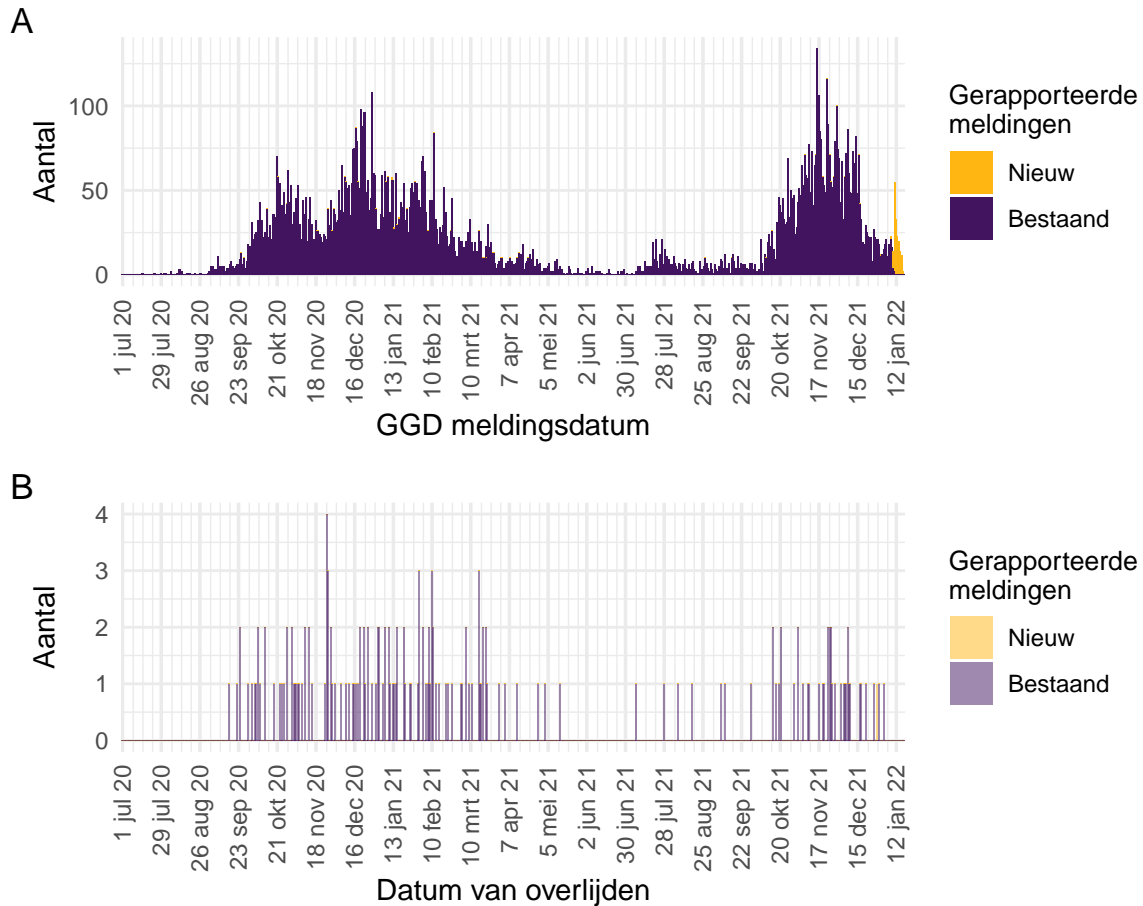 A
Aantal
100
50
0
1 jul 20
29 jul 20
26 aug 20
23 sep 20
21 okt 20
18 nov 20
16 dec 20
13 jan 21
10 feb 21
10 mrt 21
7 apr 21
5 mei 21
2 jun 21
30 jun 21
28 jul 21
25 aug 21
22 sep 21
20 okt 21
17 nov 21
15 dec 21
12 jan 22
GGD meldingsdatum
Gerapporteerde
meldingen
Nieuw
Bestaand
B
Aantal
4
3
2
1
0
1 jul 20
29 jul 20
26 aug 20
23 sep 20
21 okt 20
18 nov 20
16 dec 20
13 jan 21
10 feb 21
10 mrt 21
7 apr 21
5 mei 21
2 jun 21
30 jun 21
28 jul 21
25 aug 21
22 sep 21
20 okt 21
17 nov 21
15 dec 21
12 jan 22
Datum van overlijden
Gerapporteerde
meldingen
Nieuw
Bestaand